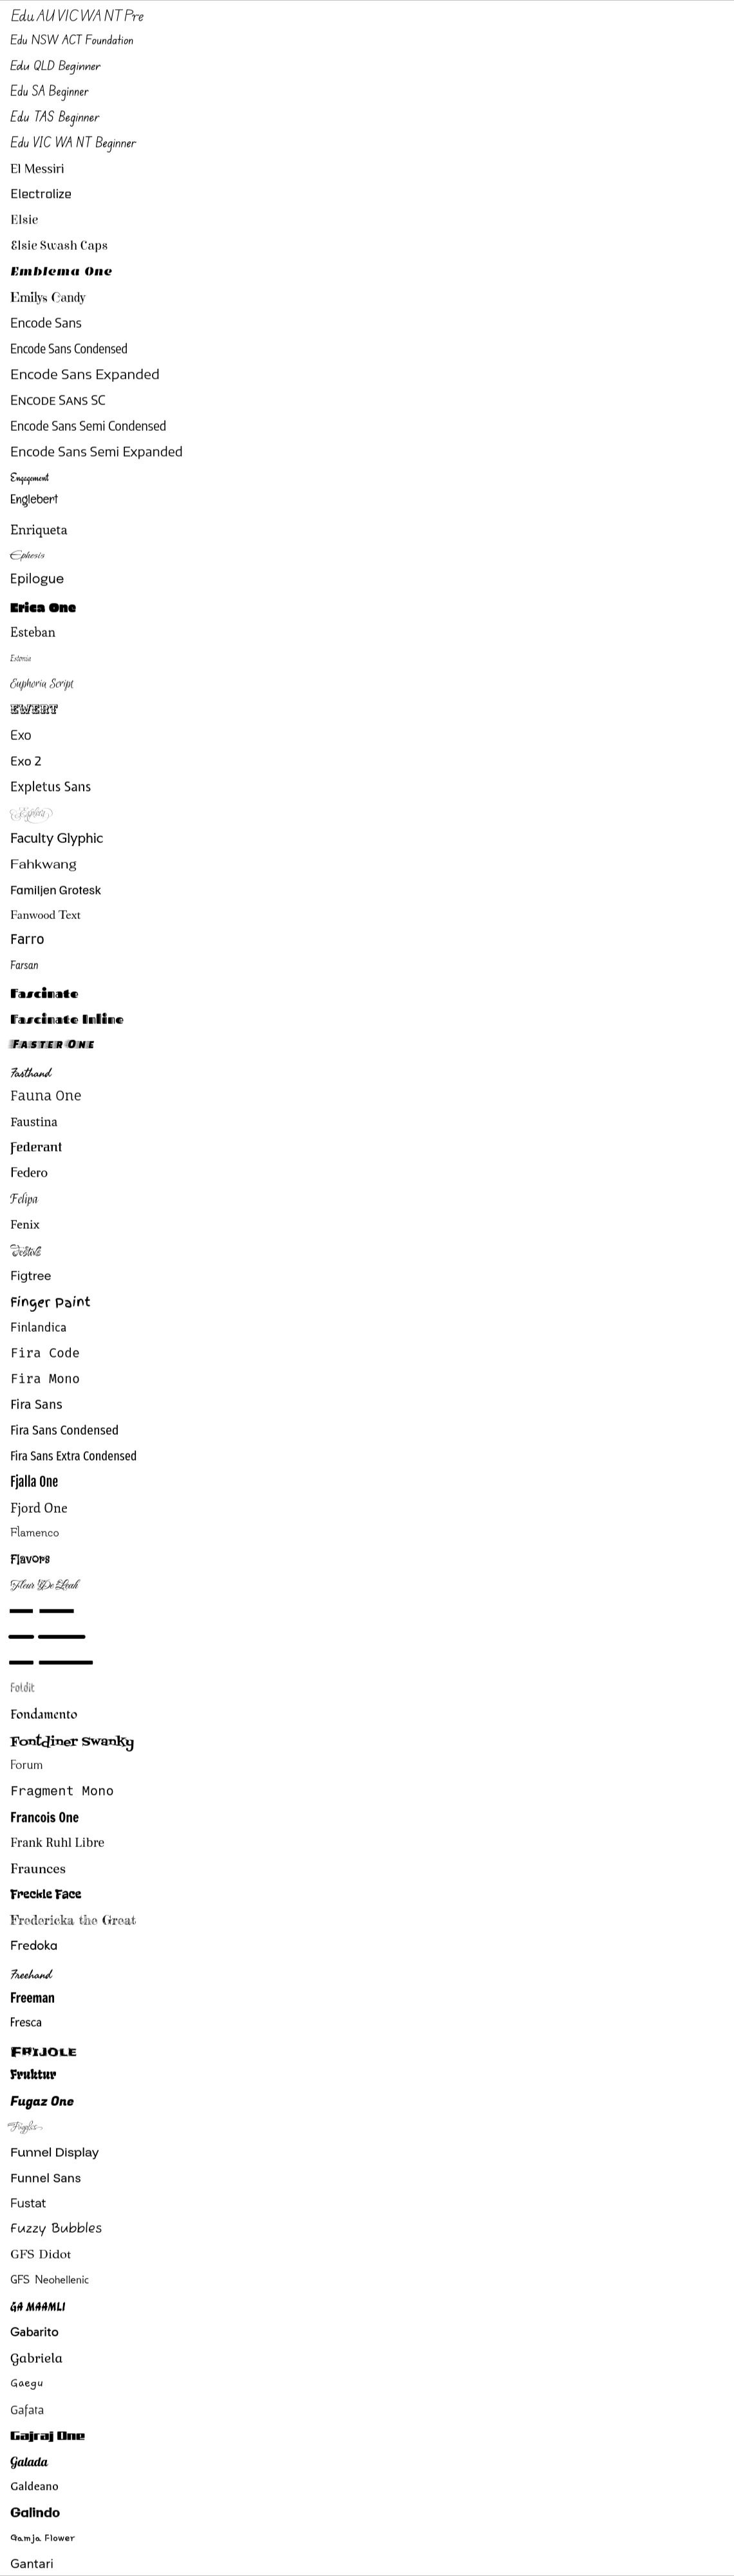 Edu AU VIC WA NT Pre
Edu NSW ACT Foundation
Edu QLD Beginner
Edu SA Beginner
Edu TAS Beginner
Edu VIC WA NT Beginner
El Messiri
Electrolize
Elsie
Elsie Swash Caps
Emblema One
Emilys Candy
Encode Sans
Encode Sans Condensed
Encode Sans Expanded
Encode Sans SC
Encode Sans Semi Condensed
Encode Sans Semi Expanded
Engagement
Englebert
Enriqueta
Ephesis
Epilogue
Erica One
Esteban
Estonia
Euphoria Script
EWERT
Exo
Exo 2
Expletus Sans
Explora
Faculty Glyphic
Fahkwang
Familjen Grotesk
Fanwood Text
Farro
Farsan
Fascinate
Fascinate Inline
Faster One
Fasthand
Fauna One
Faustina
Federant
Federo
Felipa
Fenix
Festive
Figtree
Finger Paint
Finlandica
Fira Code
Fira Mono
Fira Sans
Fira Sans Condensed
Fira Sans Extra Condensed
Fjalla One
Fjord One
Flamenco
Flavors
Fleur De Leah
Foldit
Fondamento
Fontdiner Swanky
Forum
Fragment Mono
Francois One
Frank Ruhl Libre
Fraunces
Freckle Face
Fredericka the Great
Fredoka
Freehand
Freeman
Fresca
FRIJOLE
Fruktur
Fugaz One
Fuggles
Funnel Display
Funnel Sans
Fustat
Fuzzy Bubbles
GFS Didot
GFS Neohellenic
GA MAAMLI
Gabarito
Gabriela
Gaegu
Gafata
Gajraj One
Galada
Galdeano
Galindo
Gamja Flower
Gantari